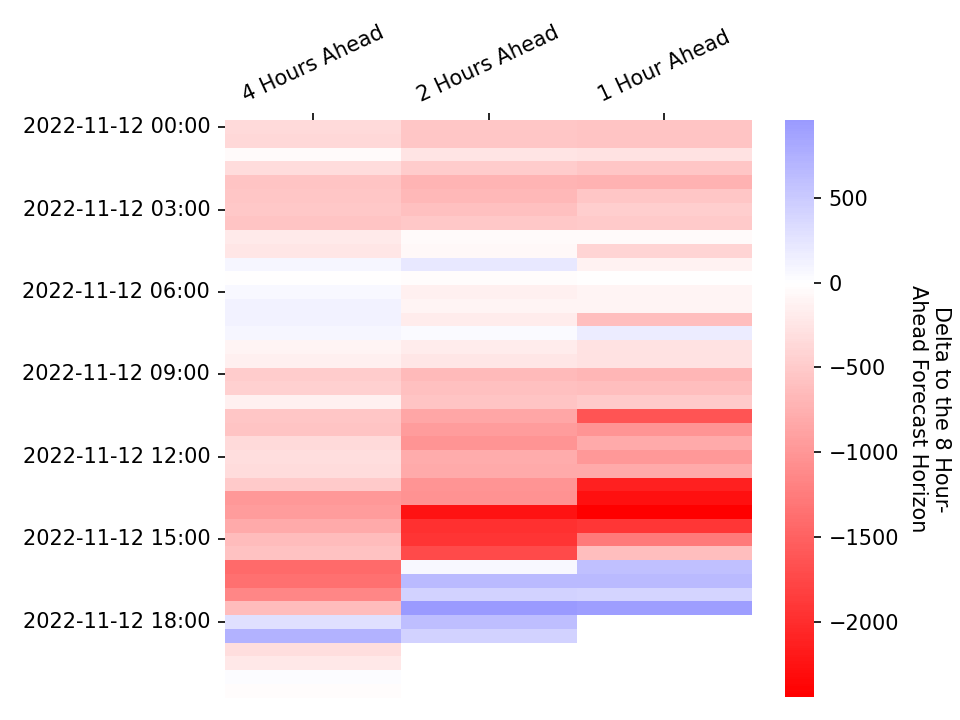 4 Hours Ahead
2 Hours Ahead
1 Hour Ahead
2022-11-12 00:00
2022-11-12 03:00
2022-11-12 06:00
2022-11-12 09:00
2022-11-12 12:00
2022-11-12 15:00
2022-11-12 18:00
500
0
−500
−1000
−1500
−2000
Delta to the 8 Hour-
Ahead Forecast Horizon